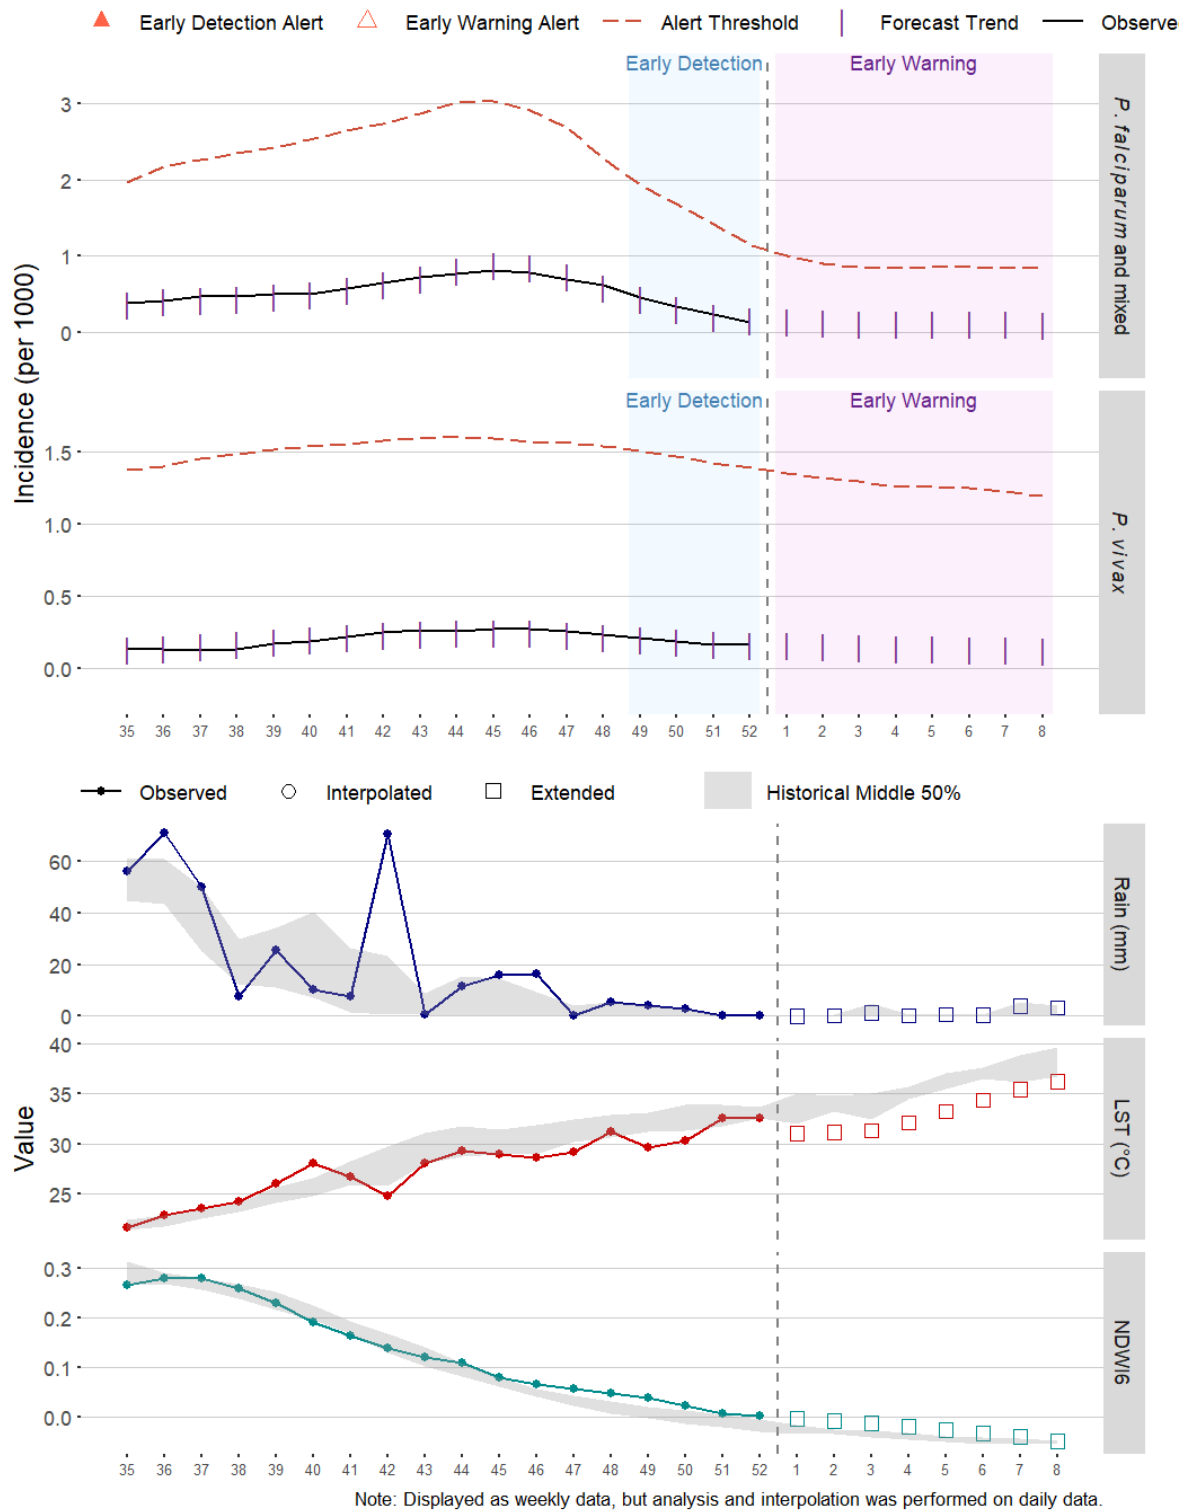 Early Detection Alert Early Warning Alert Alert Threshold Forecast Trend Observe
Early Detection Early Warning
3
2
1
0
P. falciparum and mixed
Incidence (per 1000)
Early Detection Early Warning
1.5
1.0
0.5
0.0
P. vivax
35 36 37 38 39 40 41 42 43 44 45 46 47 48 49 50 51 52 1 2 3 4 5 6 7 8
Observed Interpolated Extended Historical Middle 50%
60
40
20
0
Rain (mm)
40
35
30
25
LST (°C)
Value
0.3
0.2
0.1
0.0
NDWI6
35 36 37 38 39 40 41 42 43 44 45 46 47 48 49 50 51 52 1 2 3 4 5 6 7 8
Note: Displayed as weekly data, but analysis and interpolation was performed on daily data.